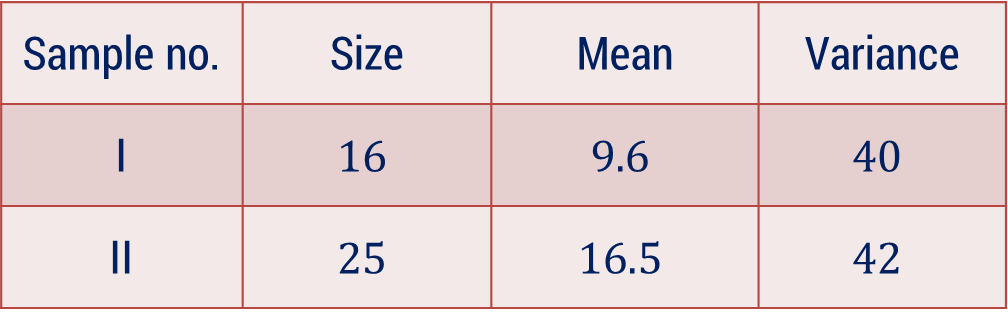 Sample no. Size Mean Variance
I 16 9.6 40
II 25 16.5 42